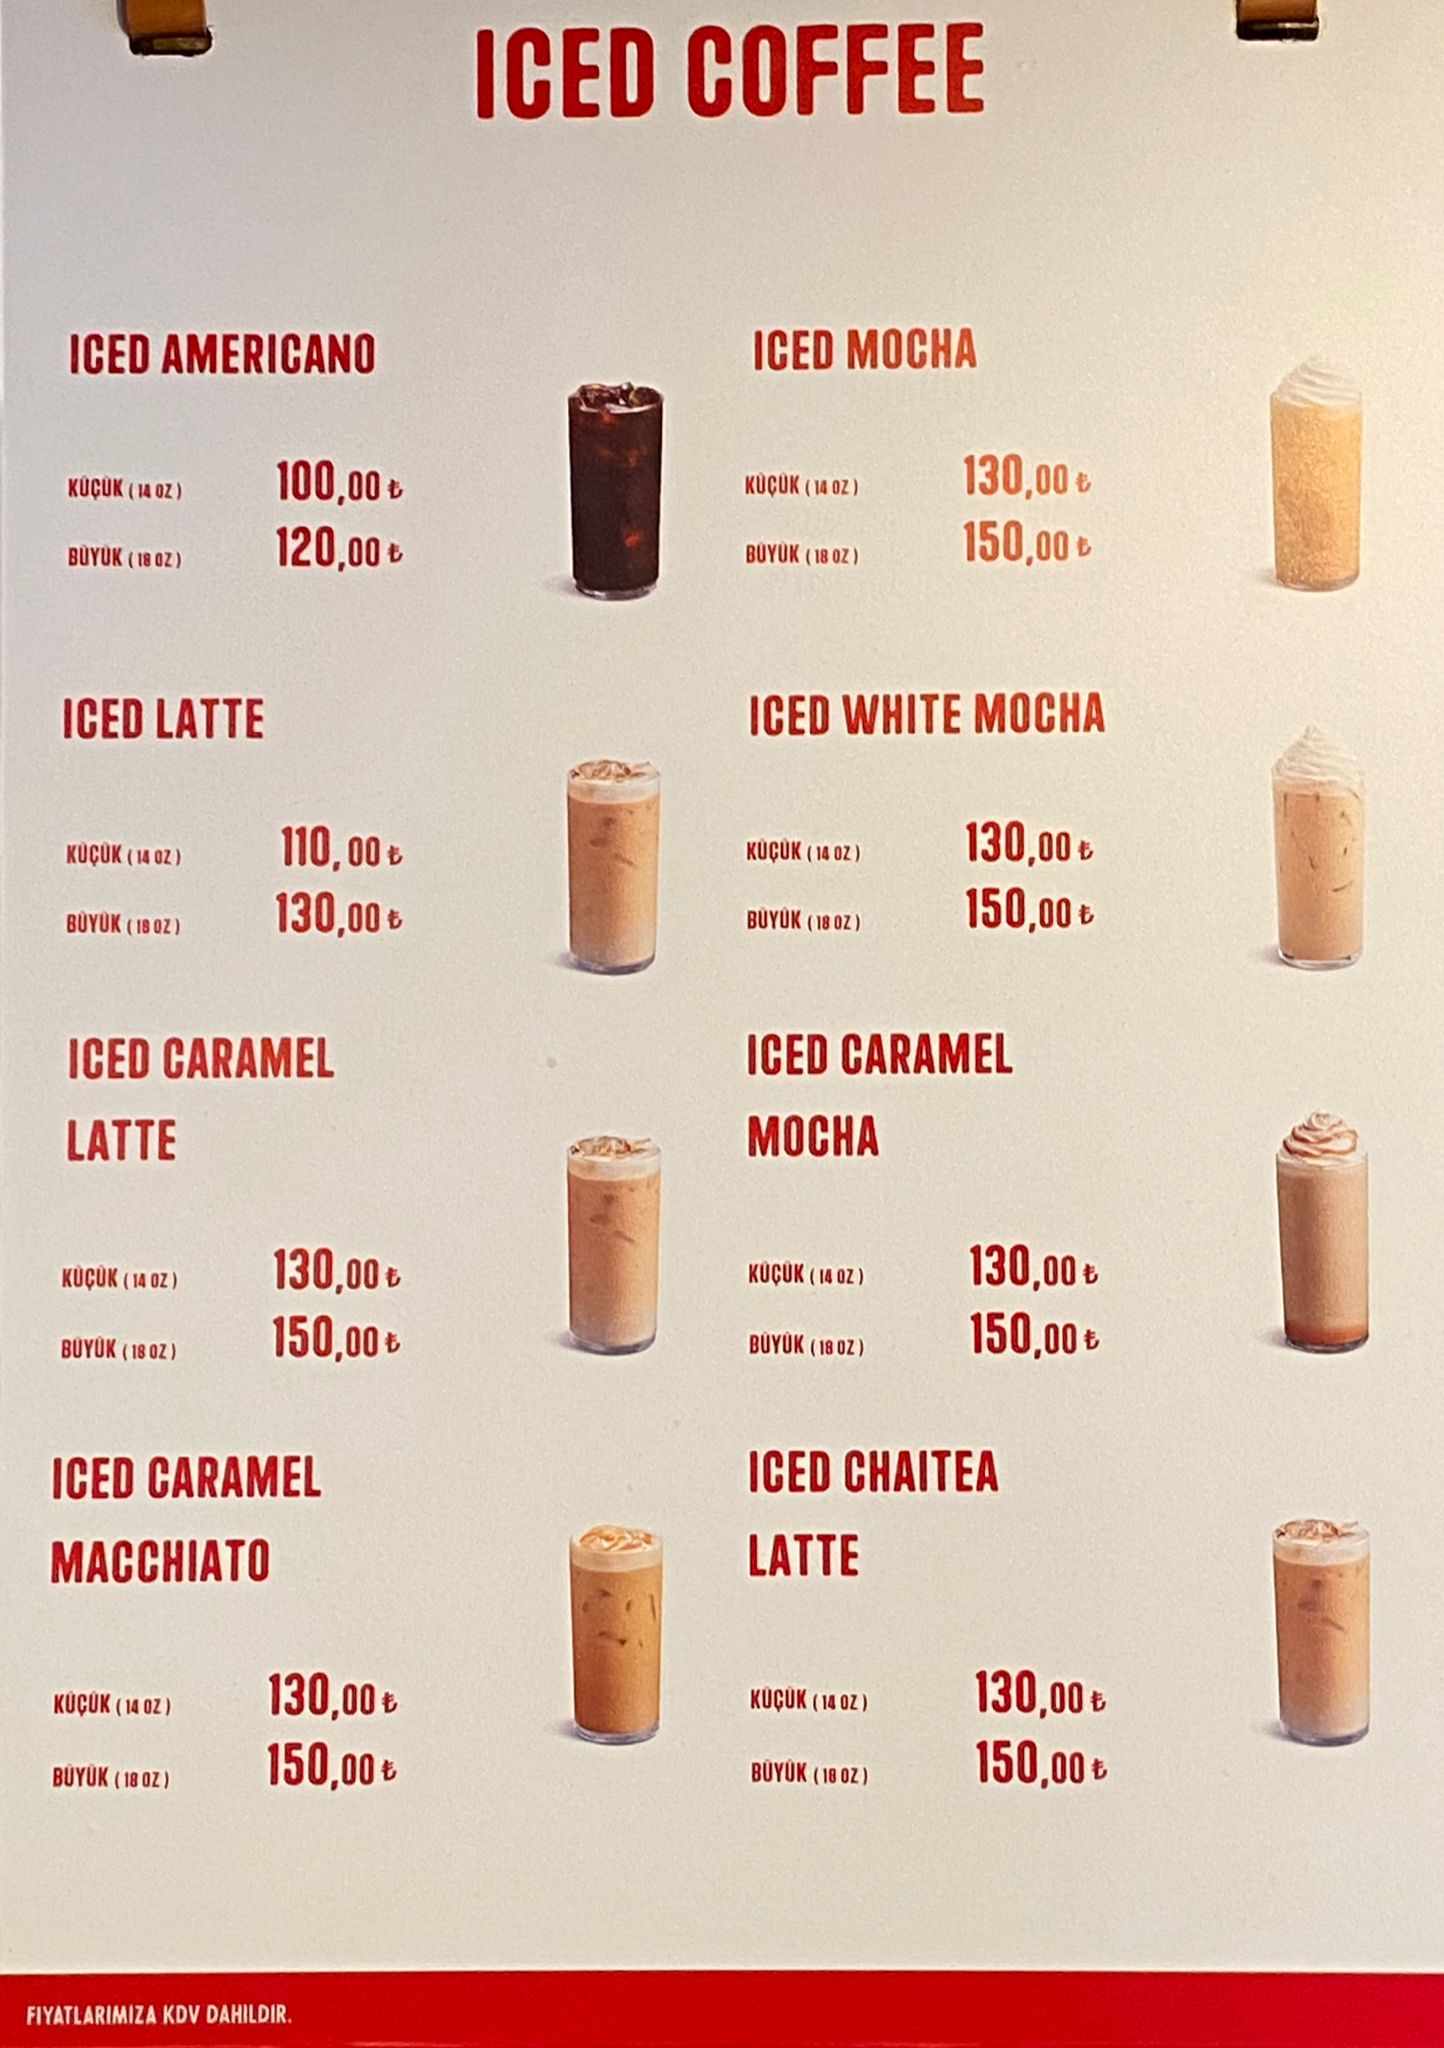 ICED COFFEE
ICED AMERICANO
KÜÇÜK (14 OZ) 100,00 ₺
BÜYÜK (18 OZ) 120,00 ₺
ICED LATTE
KÜÇÜK (14 OZ) 110,00 ₺
BÜYÜK (18 OZ) 130,00 ₺
ICED CARAMEL
LATTE
KÜÇÜK (14 OZ) 130,00 ₺
BÜYÜK (18 OZ) 150,00 ₺
ICED CARAMEL
MACCHIATO
KÜÇÜK (14 OZ) 130,00 ₺
BÜYÜK (18 OZ) 150,00 ₺
ICED MOCHA
KÜÇÜK (14 OZ) 130,00 ₺
BÜYÜK (18 OZ) 150,00 ₺
ICED WHITE MOCHA
KÜÇÜK (14 OZ) 130,00 ₺
BÜYÜK (18 OZ) 150,00 ₺
ICED CARAMEL
MOCHA
KÜÇÜK (14 OZ) 130,00 ₺
BÜYÜK (18 OZ) 150,00 ₺
ICED CHAITEA
LATTE
KÜÇÜK (14 OZ) 130,00 ₺
BÜYÜK (18 OZ) 150,00 ₺
FIYATLARIMIZA KDV DAHILDIR.